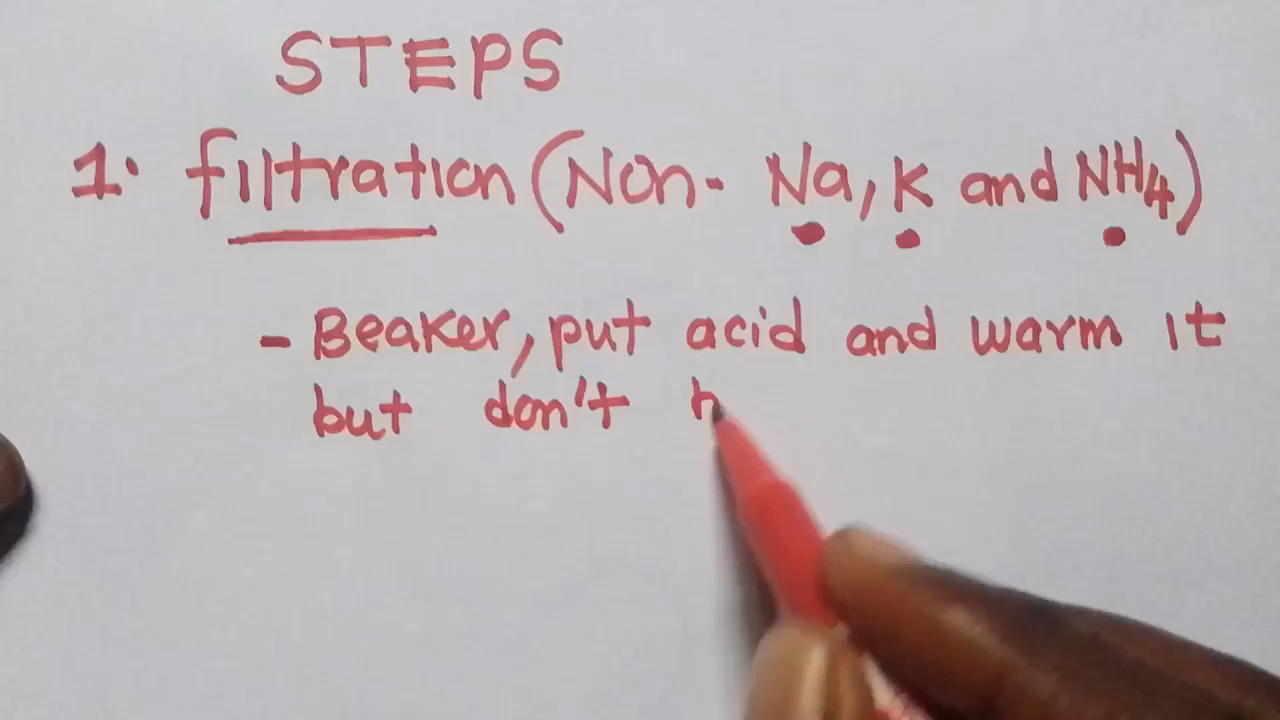 STEPS
1. filtration (Non- Na, K and NH4)
- Beaker, put acid and warm it
but don't